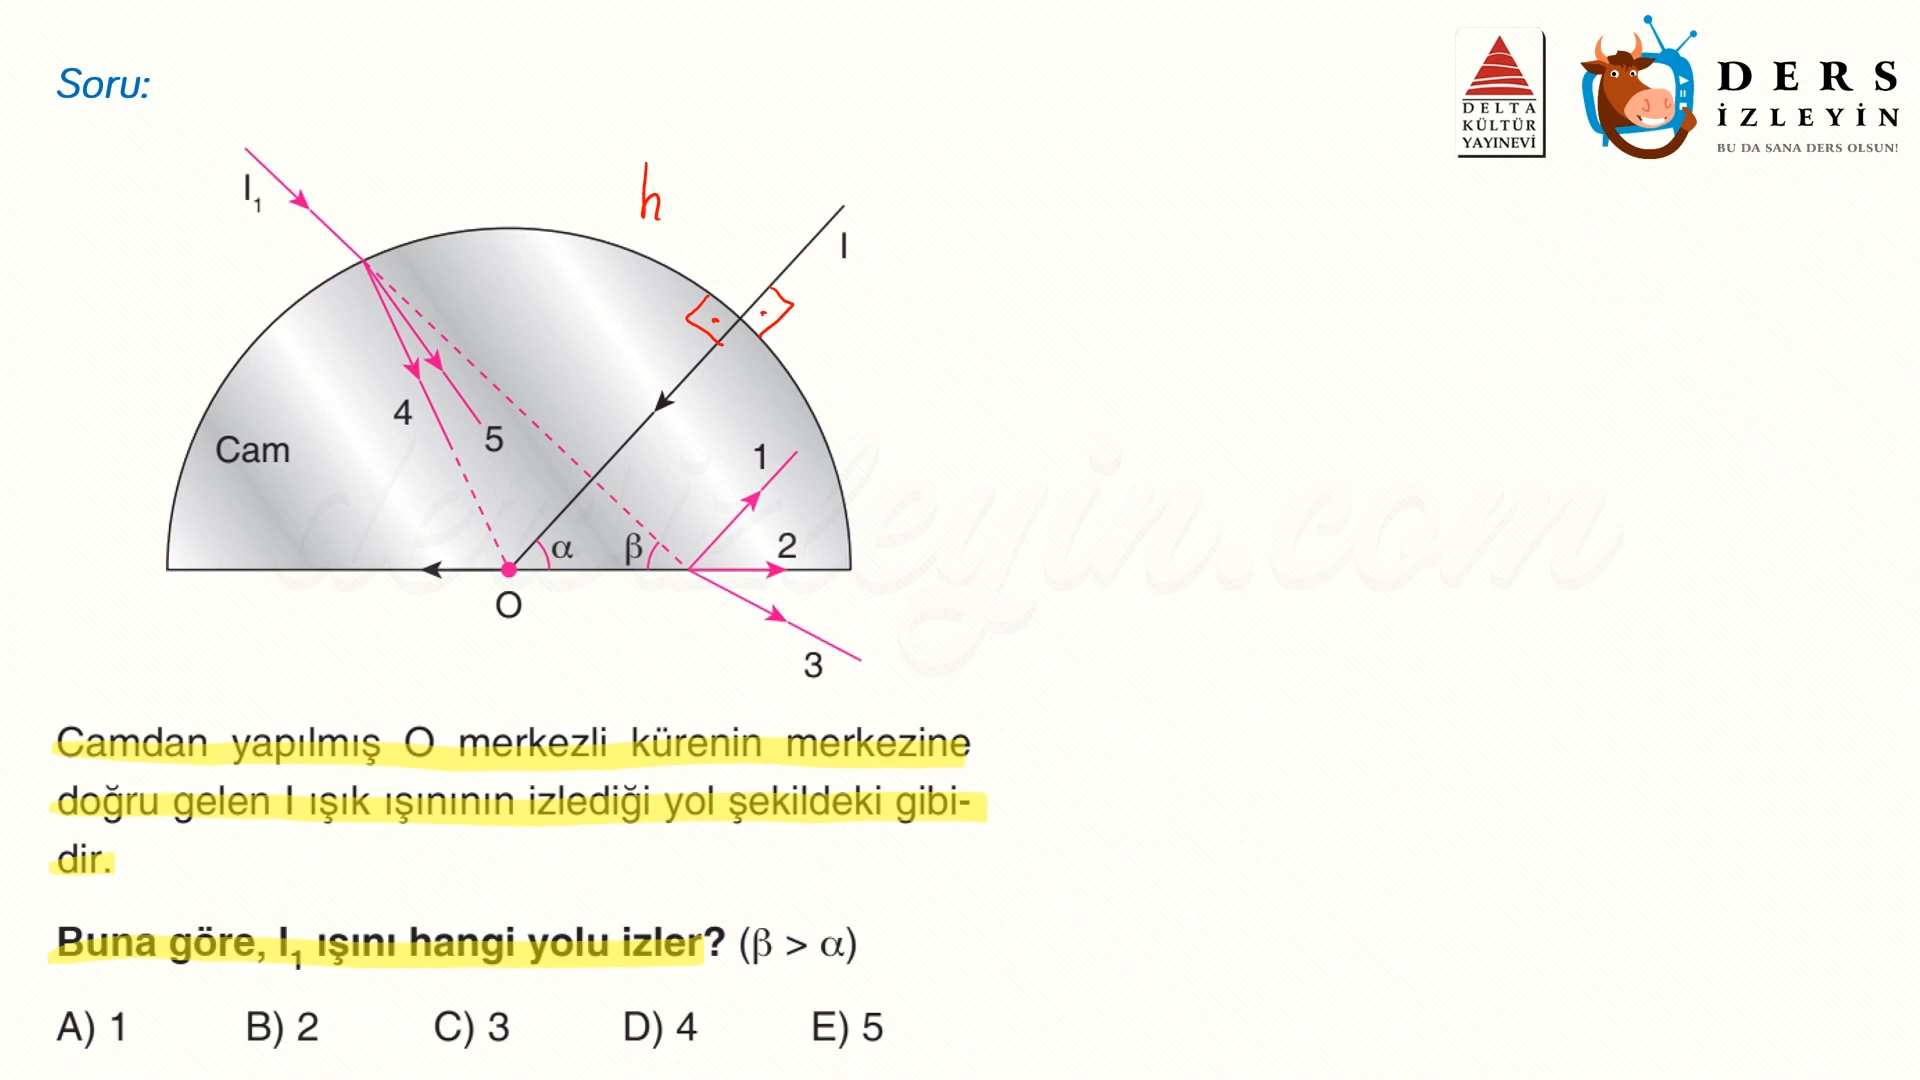 Soru:
DELTA
KÜLTÜR
YAYINEVİ
DERS
İZLEYİN
BU DA SANA DERS OLSUN!
I₁
h
I
Cam
4
5
1
α
β
2
O
3
dersizleyin.com
Camdan yapılmış O merkezli kürenin merkezine
doğru gelen I ışık ışınının izlediği yol şekildeki gibi-
dir.
Buna göre, I₁ ışını hangi yolu izler? (β > α)
A) 1 B) 2 C) 3 D) 4 E) 5